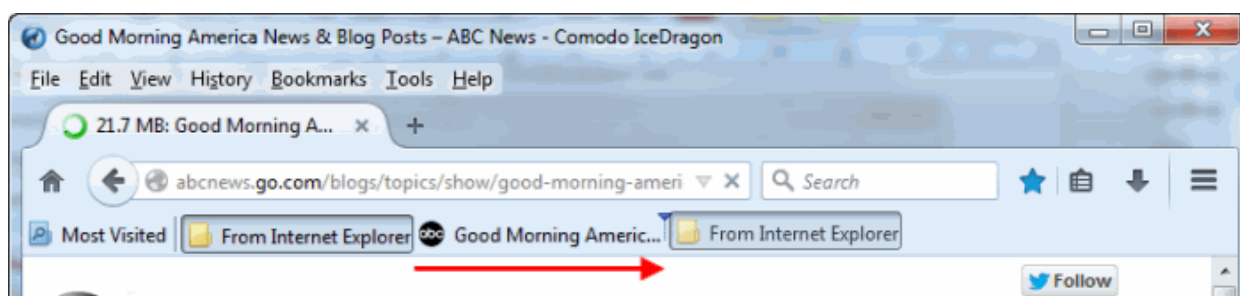 Good Morning America News & Blog Posts – ABC News - Comodo IceDragon
File Edit View History Bookmarks Tools Help
21.7 MB: Good Morning A...
abcnews.go.com/blogs/topics/show/good-morning-ameri Search
Most Visited From Internet Explorer abc Good Morning Americ... From Internet Explorer
Follow